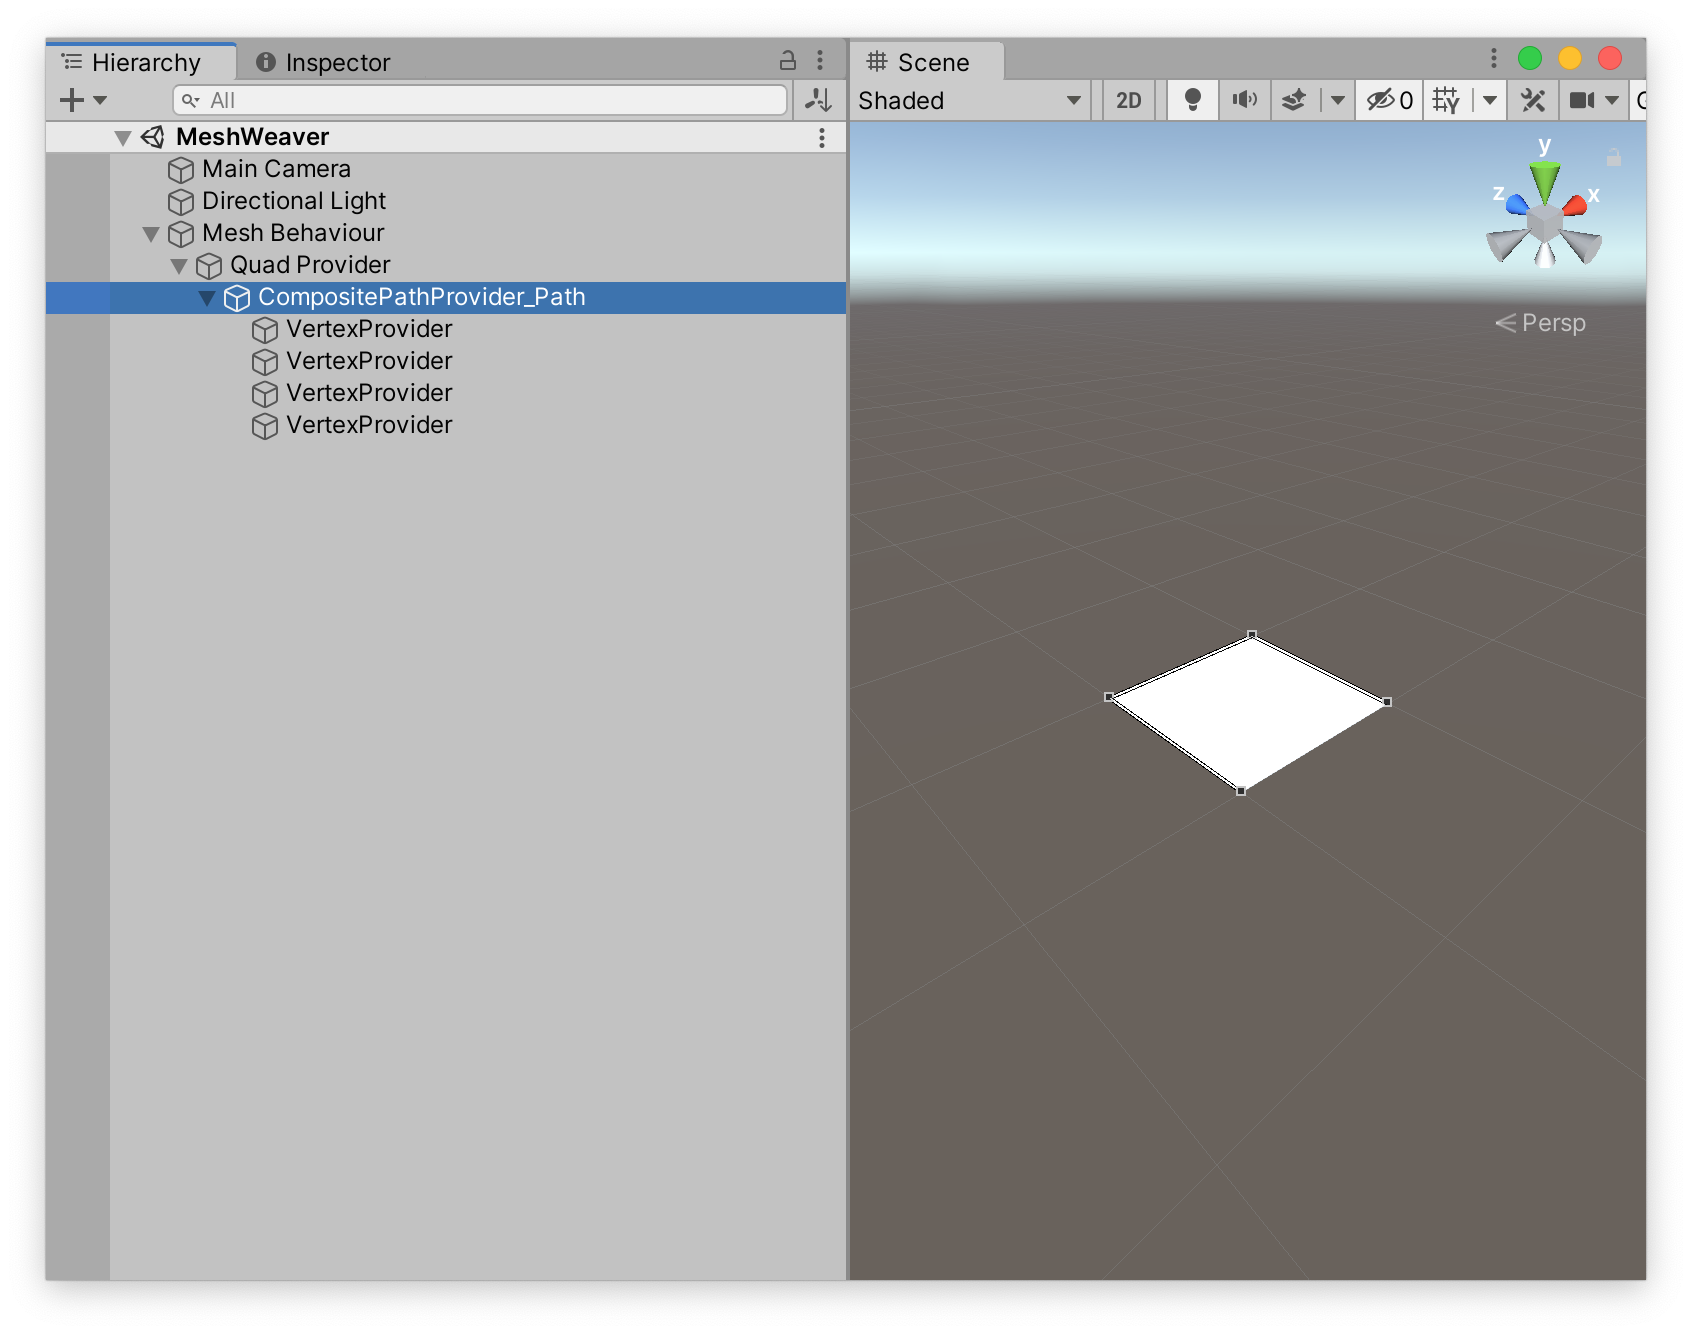 Hierarchy
Inspector
All
MeshWeaver
Main Camera
Directional Light
Mesh Behaviour
Quad Provider
CompositePathProvider_Path
VertexProvider
VertexProvider
VertexProvider
VertexProvider
Scene
Shaded
2D
0
y
z
x
Persp